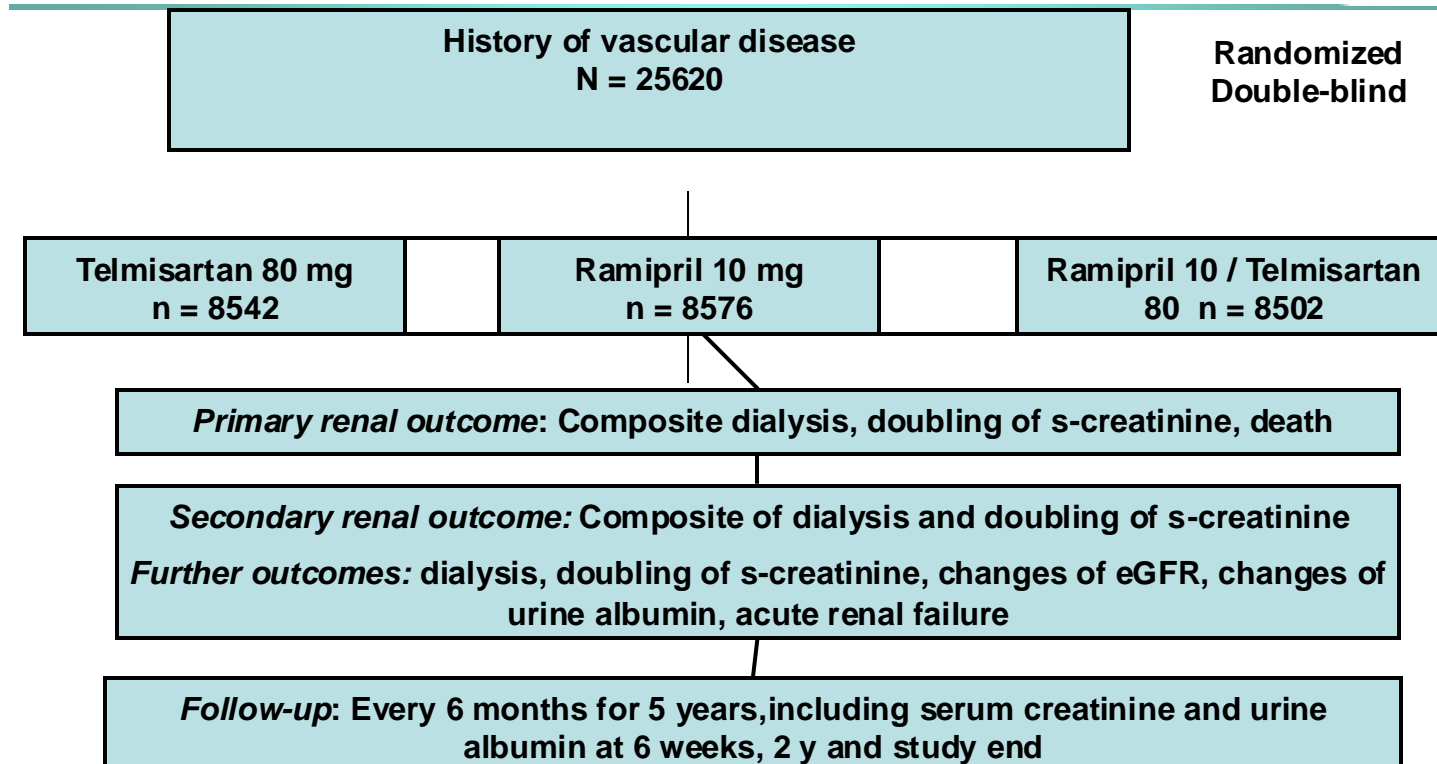 History of vascular disease
N = 25620
Randomized
Double-blind
Telmisartan 80 mg
n = 8542
Ramipril 10 mg
n = 8576
Ramipril 10 / Telmisartan
80 n = 8502
Primary renal outcome: Composite dialysis, doubling of s-creatinine, death
Secondary renal outcome: Composite of dialysis and doubling of s-creatinine
Further outcomes: dialysis, doubling of s-creatinine, changes of eGFR, changes of
urine albumin, acute renal failure
Follow-up: Every 6 months for 5 years,including serum creatinine and urine
albumin at 6 weeks, 2 y and study end